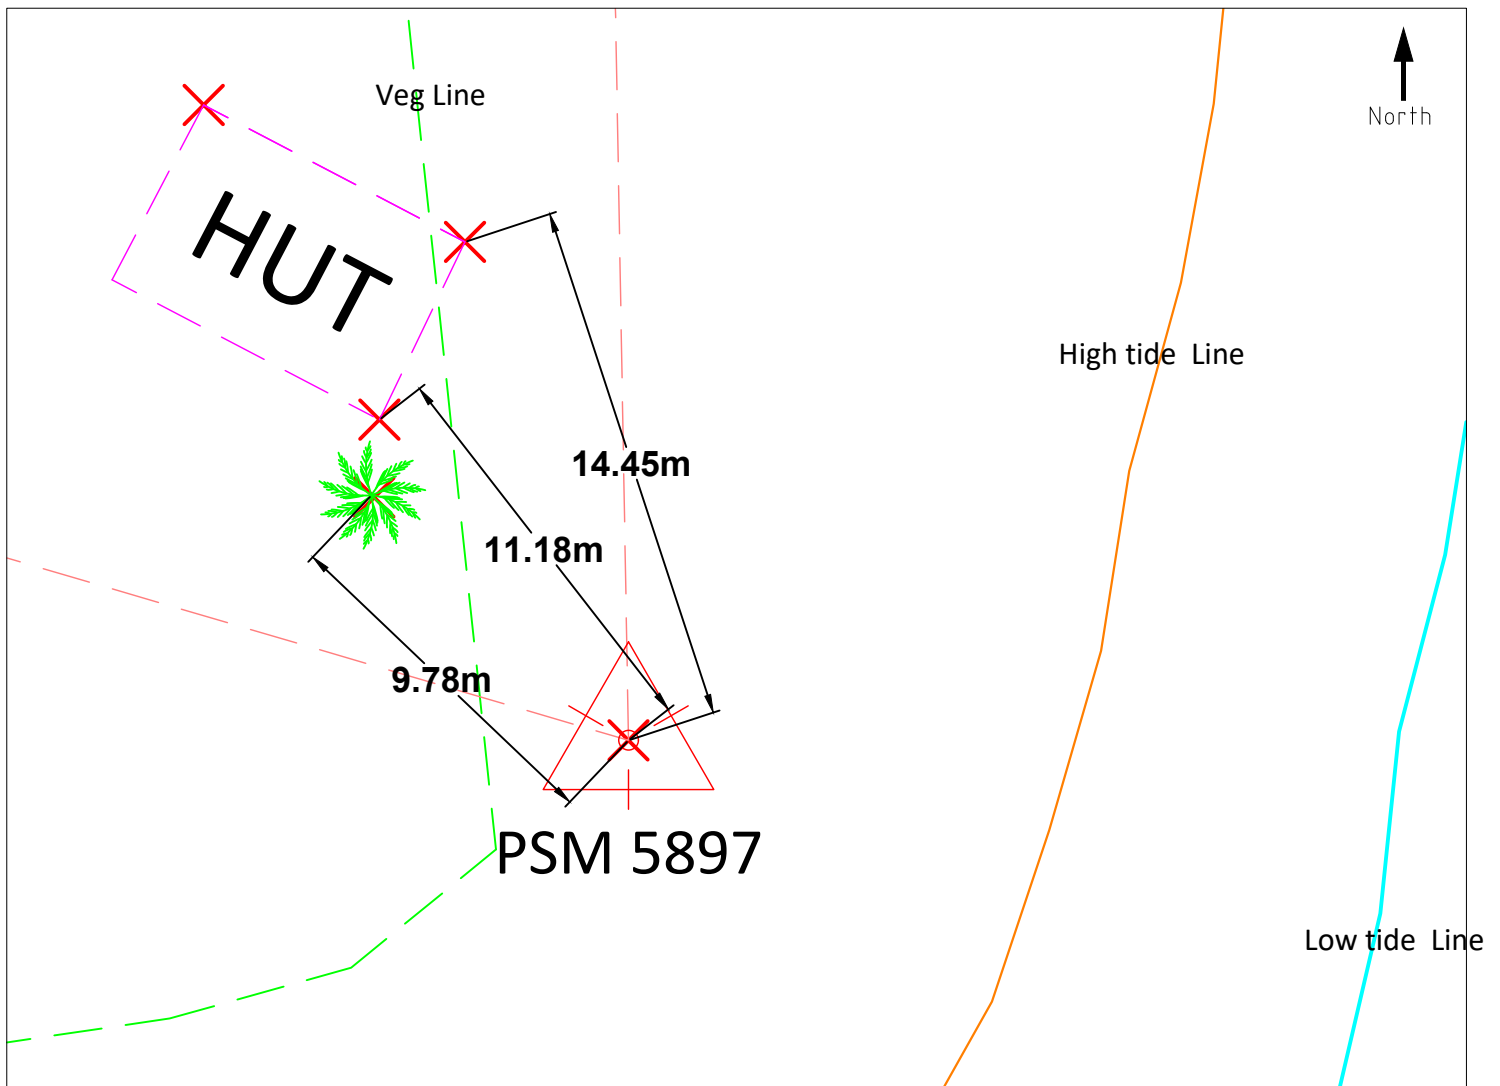 Veg Line
North
HUT
High tide  Line
14.45m
11.18m
9.78m
PSM 5897
Low tide  Line